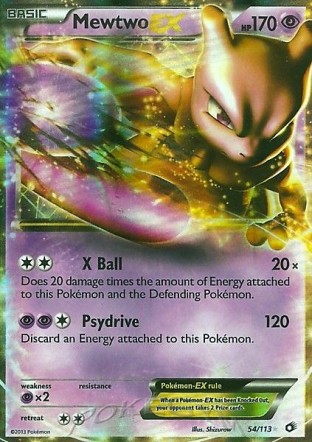 BASIC
Mewtwo EX HP170
X Ball 20×
Does 20 damage times the amount of Energy attached
to this Pokémon and the Defending Pokémon.
Psydrive 120
Discard an Energy attached to this Pokémon.
weakness resistance
×2
retreat
Pokémon-EX rule
When a Pokémon-EX has been Knocked Out,
your opponent takes 2 Prize cards.
©2013 Pokémon
Illus. Shizurow 54/113